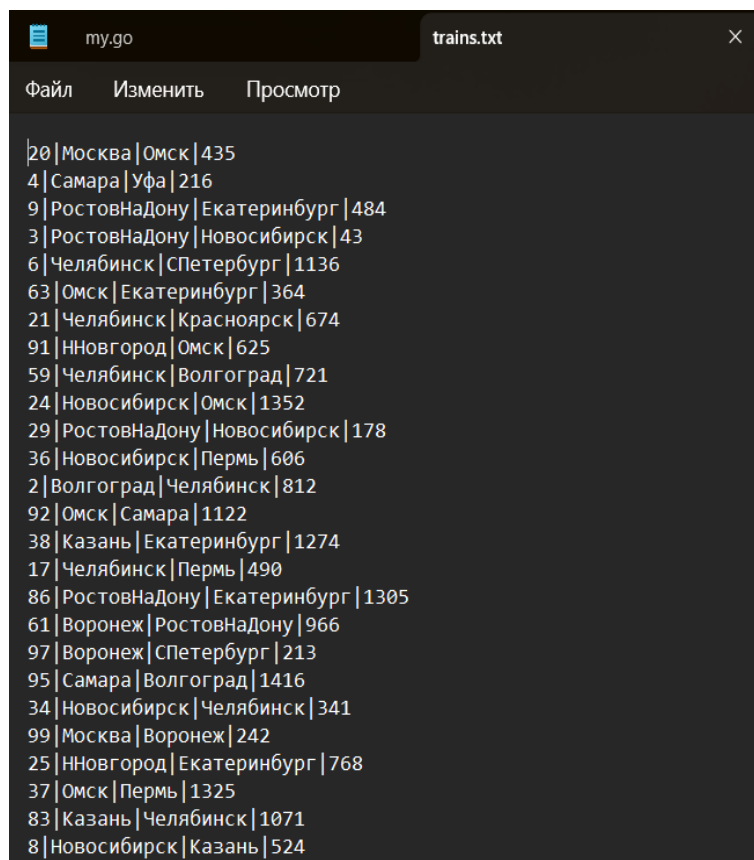 my.go
trains.txt
Файл Изменить Просмотр
20|Москва|Омск|435
4|Самара|Уфа|216
9|РостовНаДону|Екатеринбург|484
3|РостовНаДону|Новосибирск|43
6|Челябинск|СПетербург|1136
63|Омск|Екатеринбург|364
21|Челябинск|Красноярск|674
91|ННовгород|Омск|625
59|Челябинск|Волгоград|721
24|Новосибирск|Омск|1352
29|РостовНаДону|Новосибирск|178
36|Новосибирск|Пермь|606
2|Волгоград|Челябинск|812
92|Омск|Самара|1122
38|Казань|Екатеринбург|1274
17|Челябинск|Пермь|490
86|РостовНаДону|Екатеринбург|1305
61|Воронеж|РостовНаДону|966
97|Воронеж|СПетербург|213
95|Самара|Волгоград|1416
34|Новосибирск|Челябинск|341
99|Москва|Воронеж|242
25|ННовгород|Екатеринбург|768
37|Омск|Пермь|1325
83|Казань|Челябинск|1071
8|Новосибирск|Казань|524